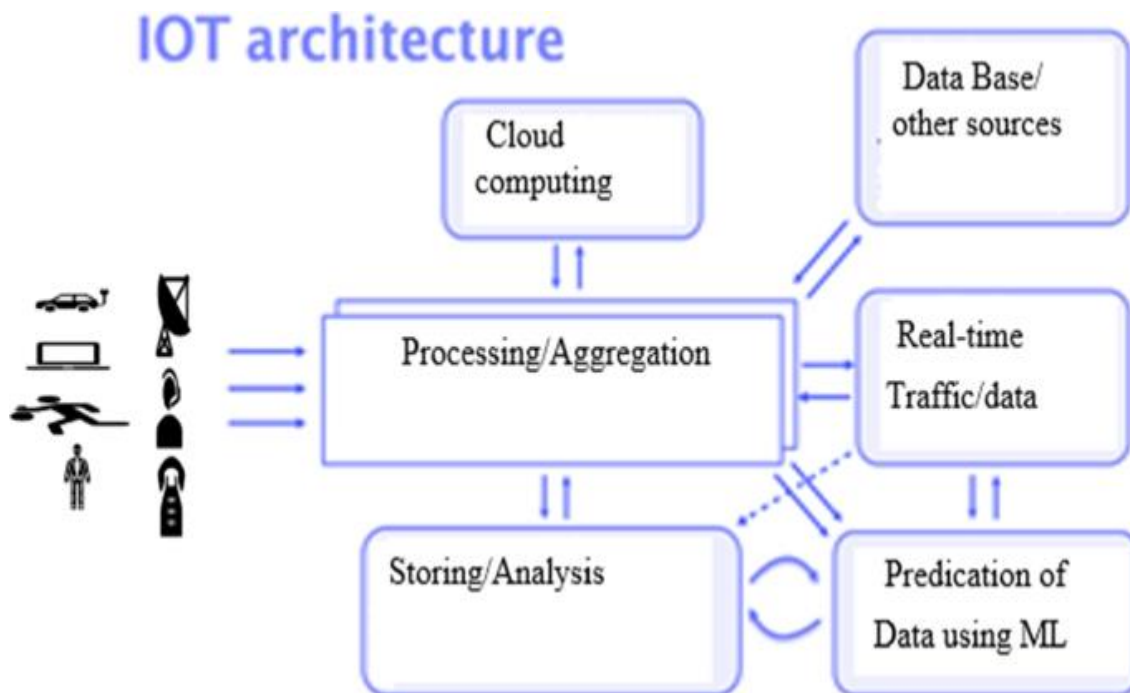 IOT architecture
Data Base/
other sources
Cloud
computing
Processing/Aggregation
Real-time
Traffic/data
Storing/Analysis
Predication of
Data using ML